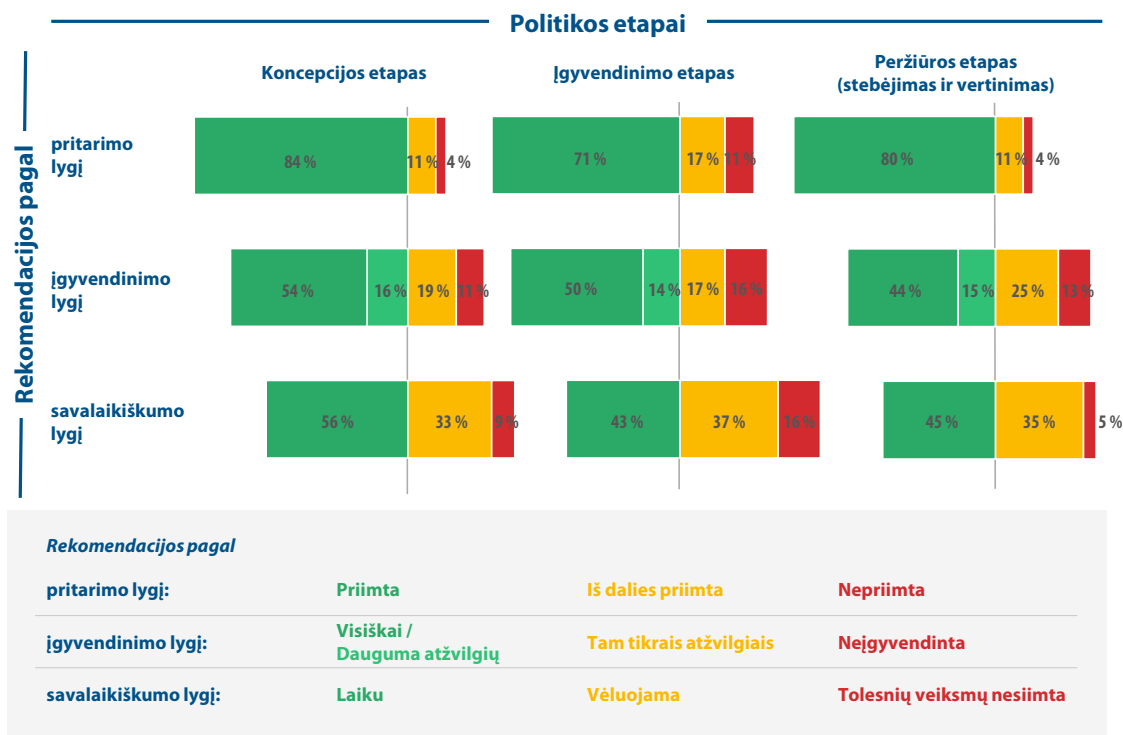 Politikos etapai
Rekomendacijos pagal
Koncepcijos etapas
Įgyvendinimo etapas
Peržiūros etapas
(stebėjimas ir vertinimas)
pritarimo
lygį
84 %
11 %
4 %
71 %
17 %
11 %
80 %
11 %
4 %
įgyvendinimo
lygį
54 %
16 %
19 %
11 %
50 %
14 %
17 %
16 %
44 %
15 %
25 %
13 %
savalaikiškumo
lygį
56 %
33 %
9 %
43 %
37 %
16 %
45 %
35 %
5 %
Rekomendacijos pagal
pritarimo lygį:
Priimta
Iš dalies priimta
Nepriimta
įgyvendinimo lygį:
Visiškai /
Dauguma atžvilgių
Tam tikrais atžvilgiais
Neįgyvendinta
savalaikiškumo lygį:
Laiku
Vėluojama
Tolesnių veiksmų nesiimta